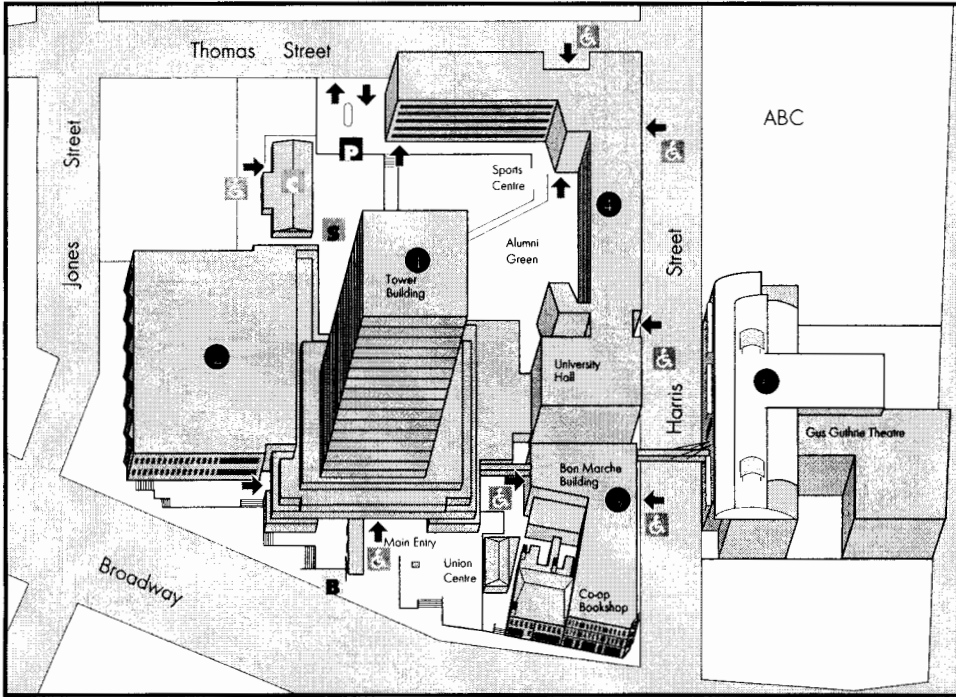 Thomas Street
ABC
Jones Street
P
Sports
Centre
C
S
Alumni
Green
Harris Street
Tower
Building
University
Hall
Gus Guthrie Theatre
Bon Marche
Building
Main Entry
Union
Centre
B
Co-op
Bookshop
Broadway